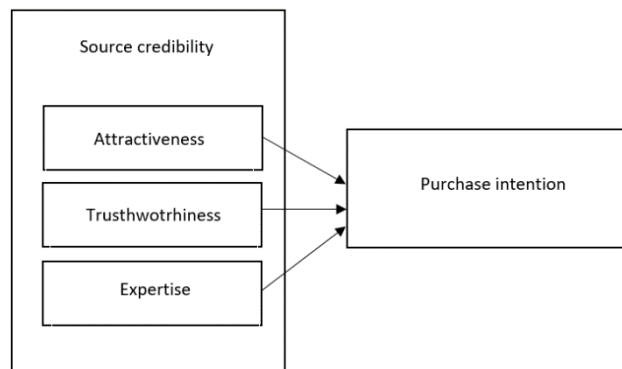 Source credibility
Attractiveness
Trusthwotrhiness
Expertise
Purchase intention